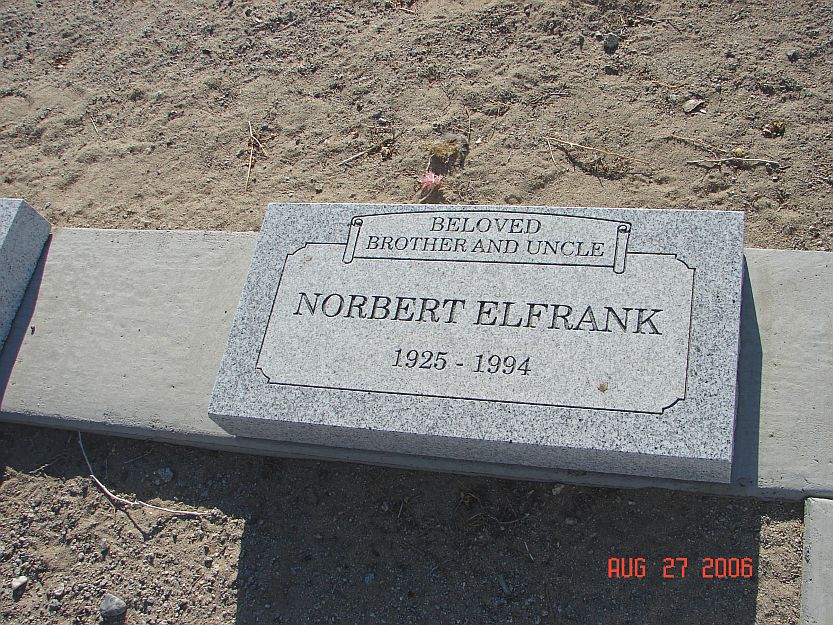 BELOVED
BROTHER AND UNCLE
NORBERT ELFRANK
1925 - 1994
AUG 27 2006